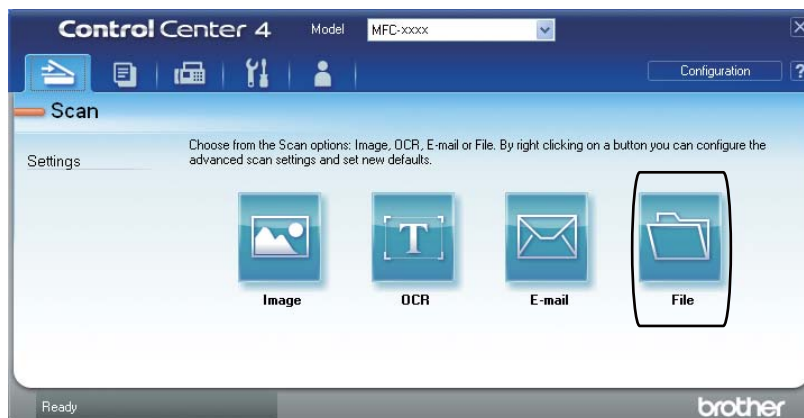 Control Center 4 Model MFC-xxxx X
Configuration ?
Scan
Settings
Choose from the Scan options: Image, OCR, E-mail or File. By right clicking on a button you can configure the
advanced scan settings and set new defaults.
T
Image OCR E-mail File
Ready brother